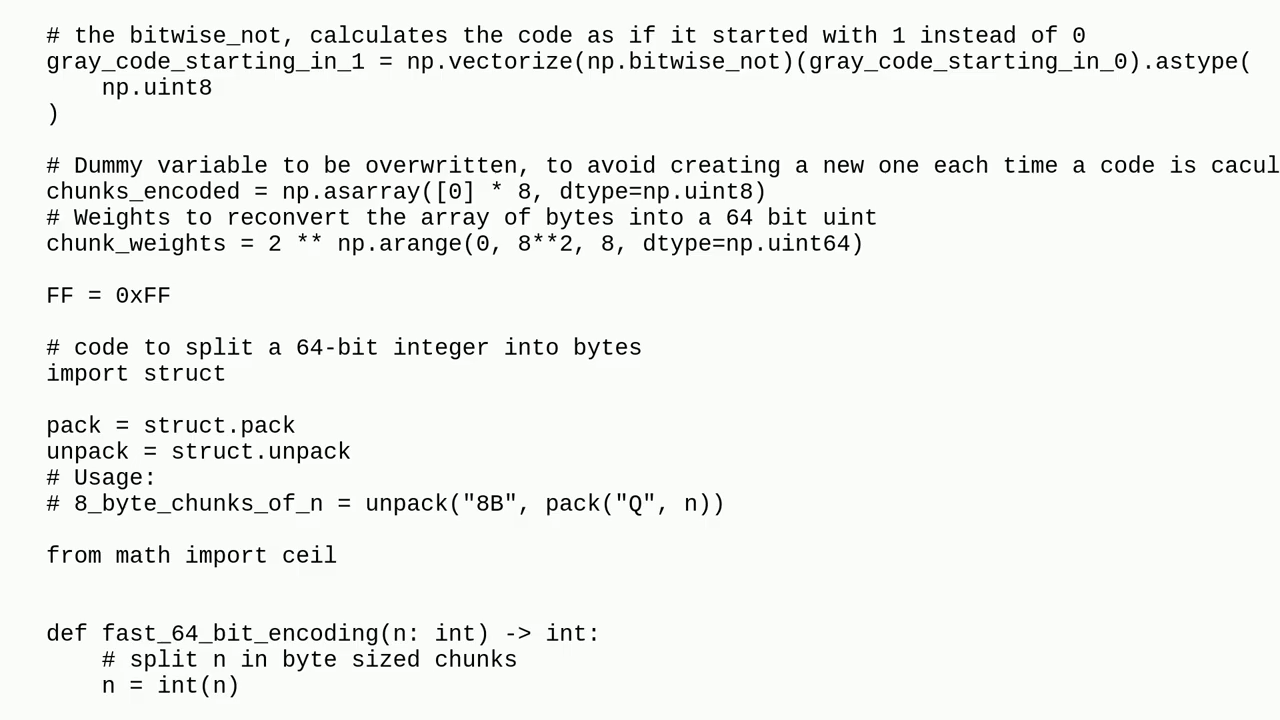 # the bitwise_not, calculates the code as if it started with 1 instead of 0
gray_code_starting_in_1 = np.vectorize(np.bitwise_not)(gray_code_starting_in_0).astype(
    np.uint8
)
# Dummy variable to be overwritten, to avoid creating a new one each time a code is cacul
chunks_encoded = np.asarray([0] * 8, dtype=np.uint8)
# Weights to reconvert the array of bytes into a 64 bit uint
chunk_weights = 2 ** np.arange(0, 8**2, 8, dtype=np.uint64)
FF = 0xFF
# code to split a 64-bit integer into bytes
import struct
pack = struct.pack
unpack = struct.unpack
# Usage:
# 8_byte_chunks_of_n = unpack("8B", pack("Q", n))
from math import ceil
def fast_64_bit_encoding(n: int) -> int:
    # split n in byte sized chunks
    n = int(n)